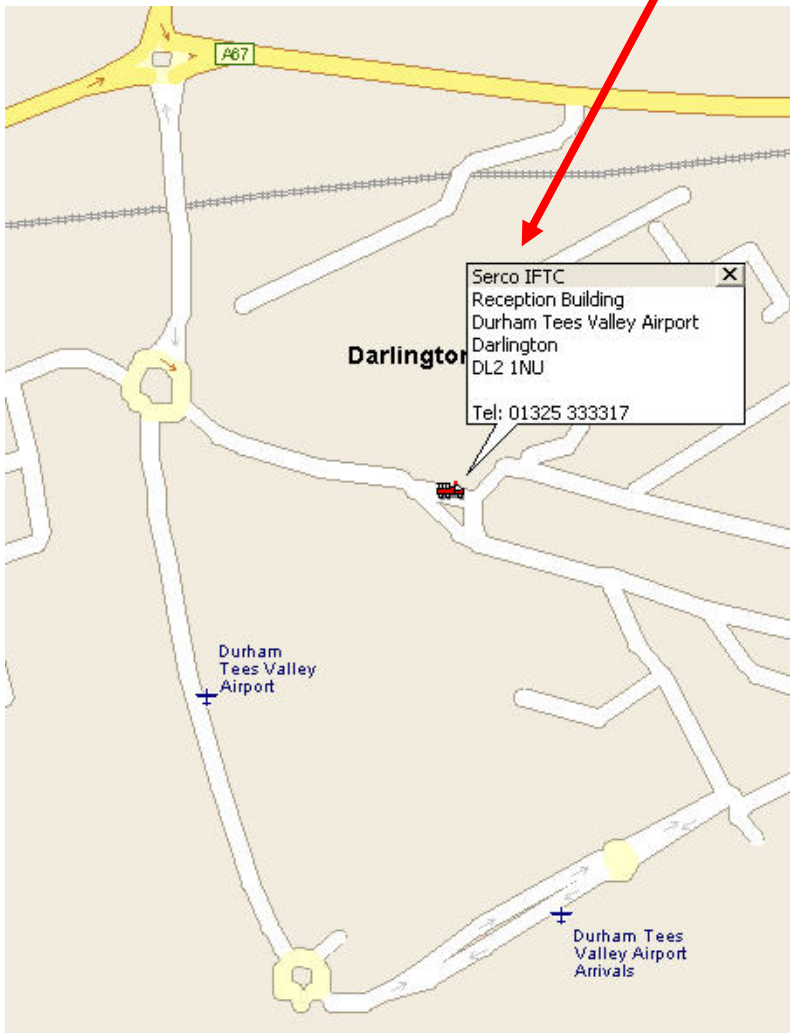 A67
Serco IFTC
Reception Building
Durham Tees Valley Airport
Darlington
DL2 1NU
Tel: 01325 333317
Darlington
Durham
Tees Valley
Airport
Durham Tees
Valley Airport
Arrivals